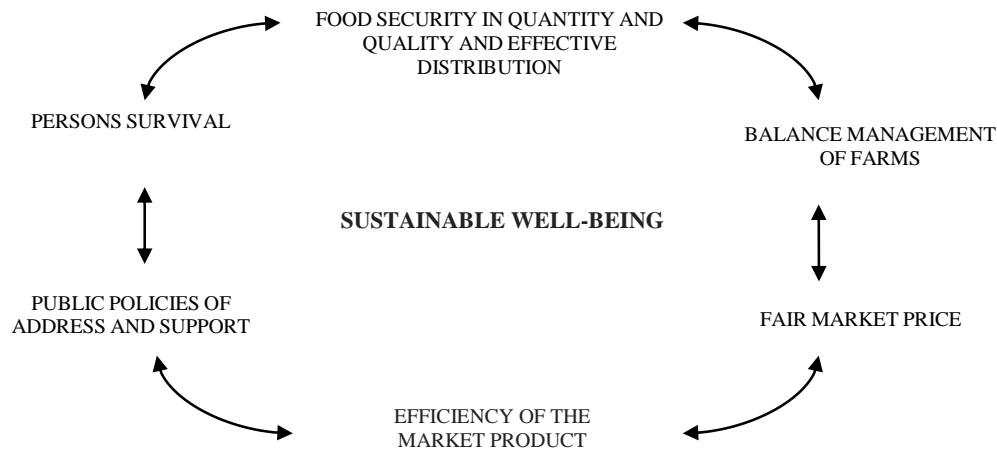 FOOD SECURITY IN QUANTITY AND
QUALITY AND EFFECTIVE
DISTRIBUTION
PERSONS SURVIVAL
BALANCE MANAGEMENT
OF FARMS
SUSTAINABLE WELL-BEING
PUBLIC POLICIES OF
ADDRESS AND SUPPORT
FAIR MARKET PRICE
EFFICIENCY OF THE
MARKET PRODUCT